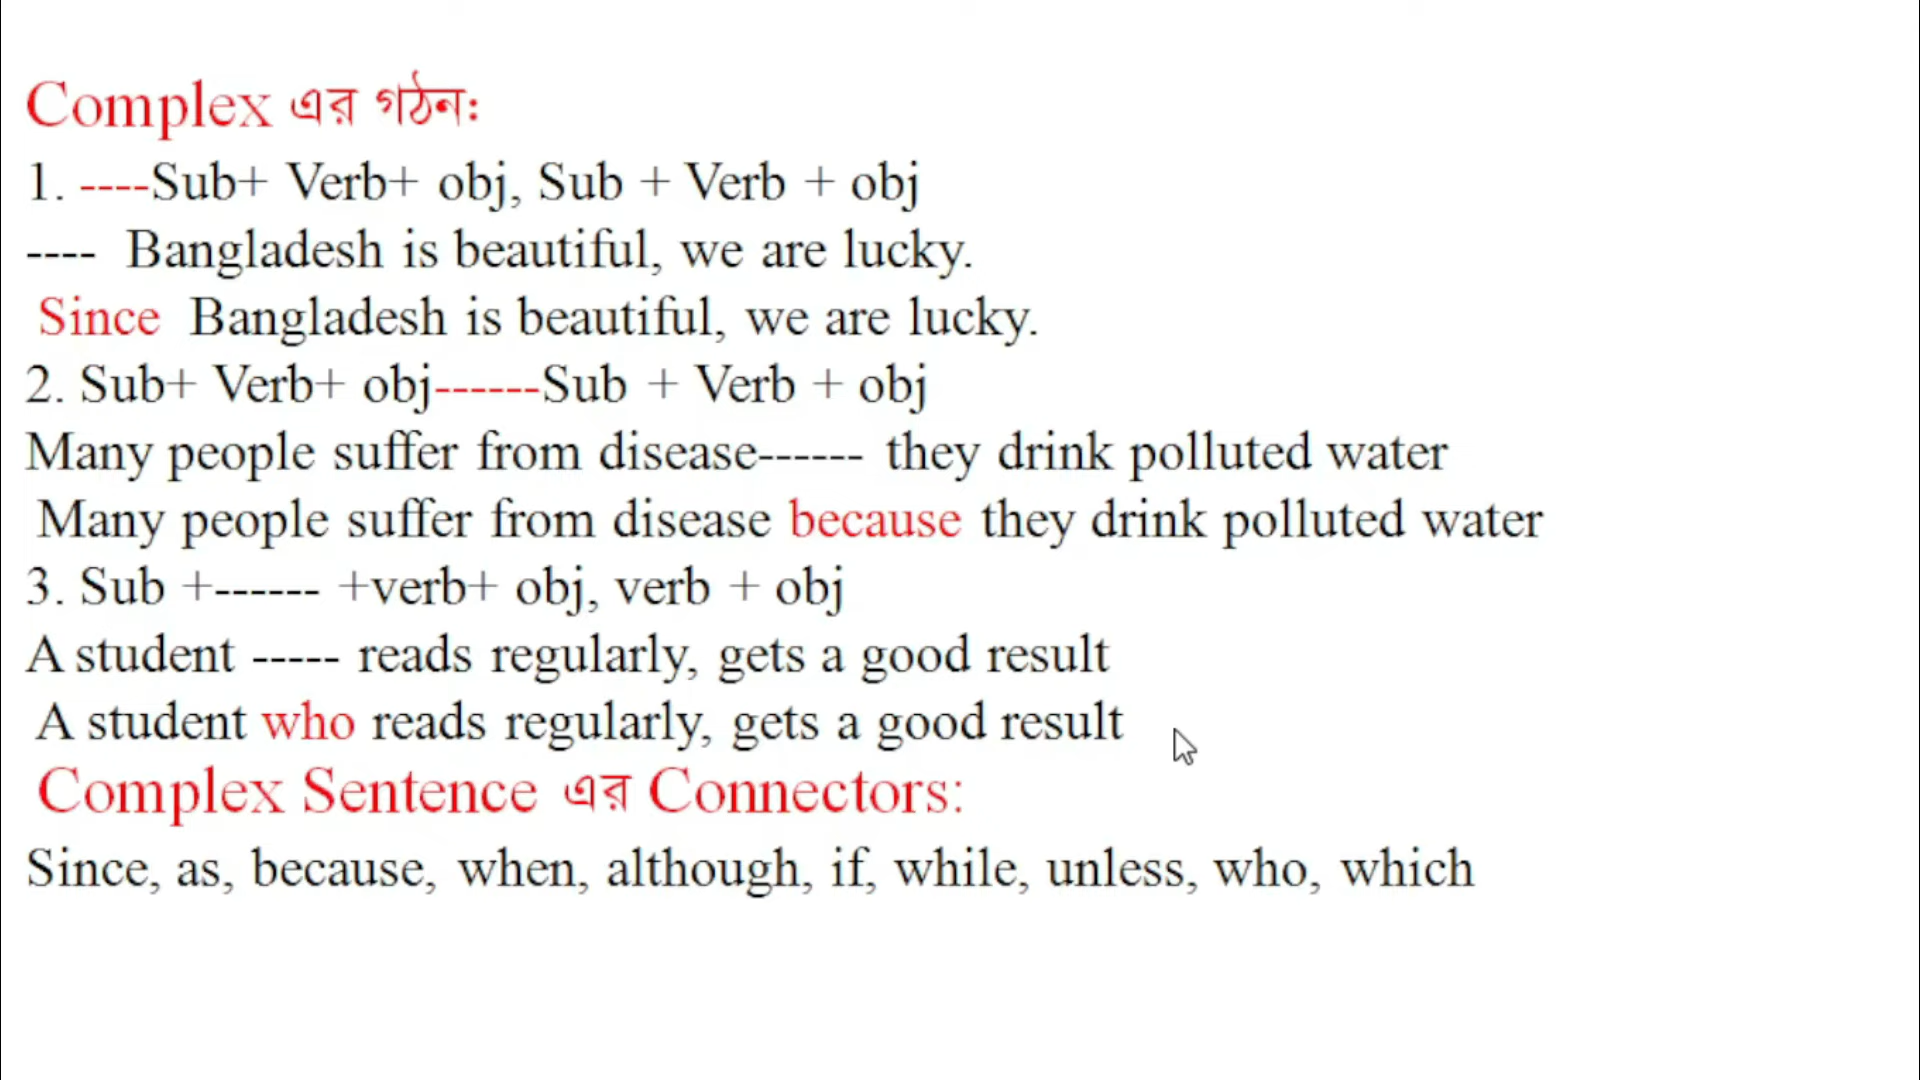 Complex এর গঠনঃ
1. ----Sub+ Verb+ obj, Sub + Verb + obj
---- Bangladesh is beautiful, we are lucky.
Since Bangladesh is beautiful, we are lucky.
2. Sub+ Verb+ obj------Sub + Verb + obj
Many people suffer from disease------ they drink polluted water
Many people suffer from disease because they drink polluted water
3. Sub +------ +verb+ obj, verb + obj
A student ----- reads regularly, gets a good result
A student who reads regularly, gets a good result
Complex Sentence এর Connectors:
Since, as, because, when, although, if, while, unless, who, which